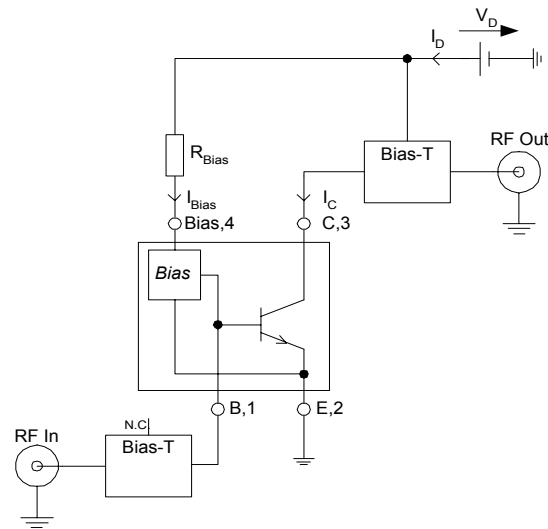 V_D
I_D
R_Bias
Bias-T
RF Out
I_Bias
I_C
Bias,4
C,3
Bias
B,1
E,2
N.C
RF In
Bias-T